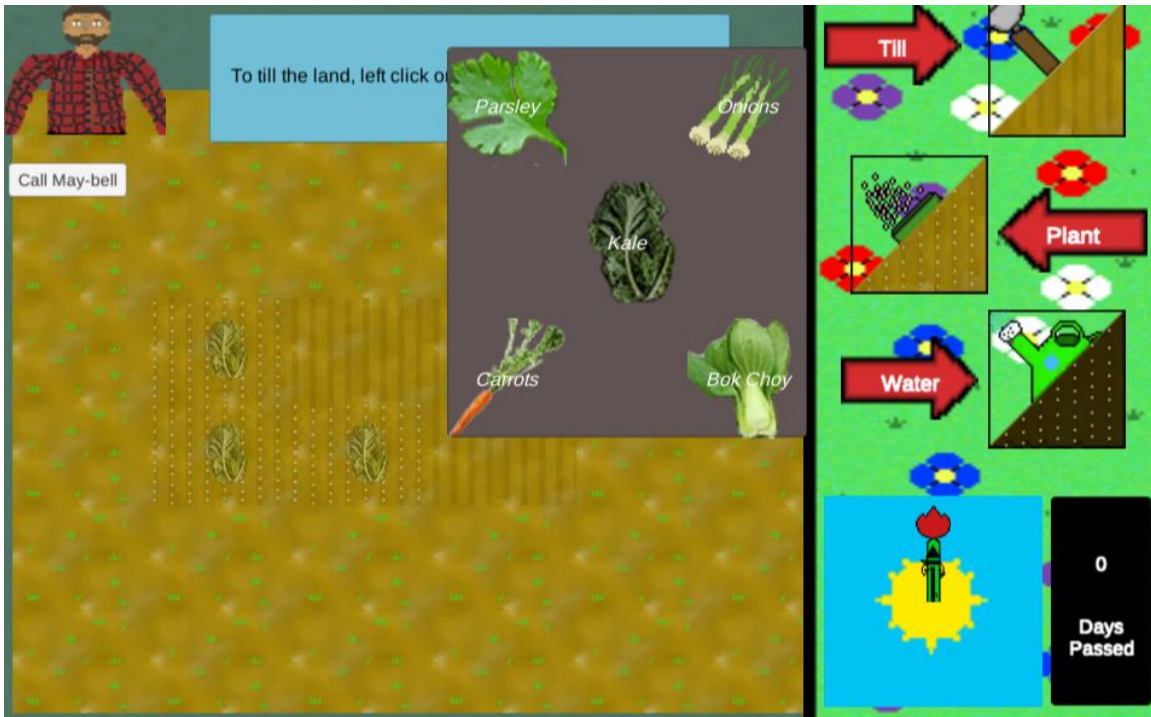 To till the land, left click o
Parsley
Onions
Kale
Carrots
Bok Choy
Call May-bell
Till
Plant
Water
0
Days
Passed